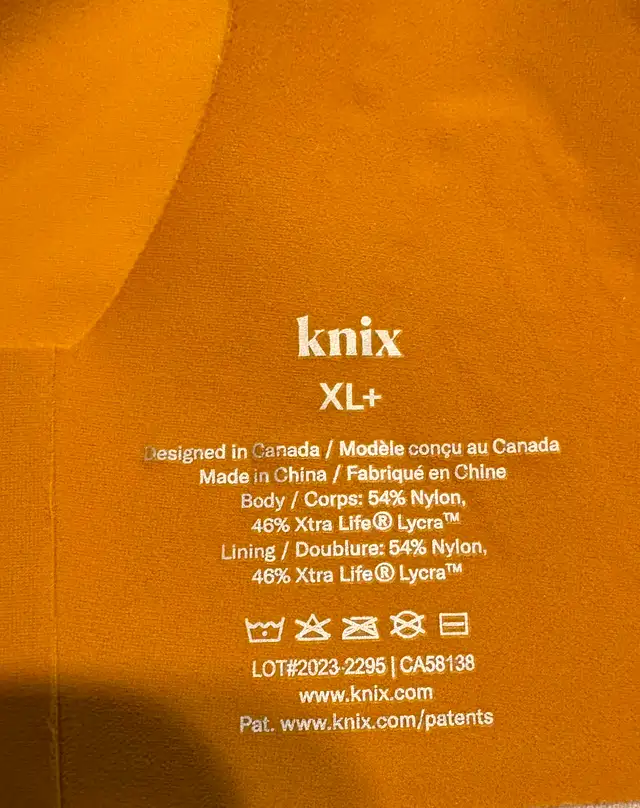 knix
XL+
Designed in Canada / Modèle conçu au Canada
Made in China / Fabriqué en Chine
Body / Corps: 54% Nylon,
46% Xtra Life® Lycra™
Lining / Doublure: 54% Nylon,
46% Xtra Life® Lycra™
LOT#2023-2295 | CA58138
www.knix.com
Pat. www.knix.com/patents